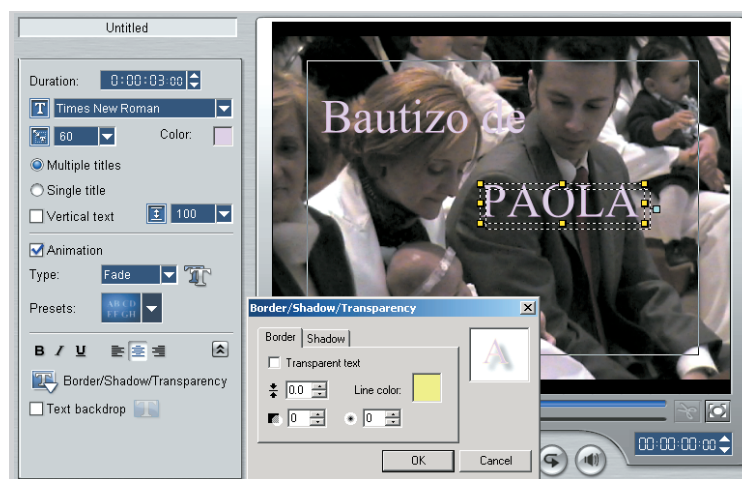 Untitled
Duration: 0:00:03:00
T Times New Roman
60 Color:
Multiple titles
Single title
Vertical text 100
Animation
Type: Fade T
Presets: ABCD
EFGH
B I U
Border/Shadow/Transparency
Text backdrop T
Bautizo de
PAOLA
Border/Shadow/Transparency
Border Shadow
A
Transparent text
0.0 Line color:
0 0
OK Cancel
00:00:00:00